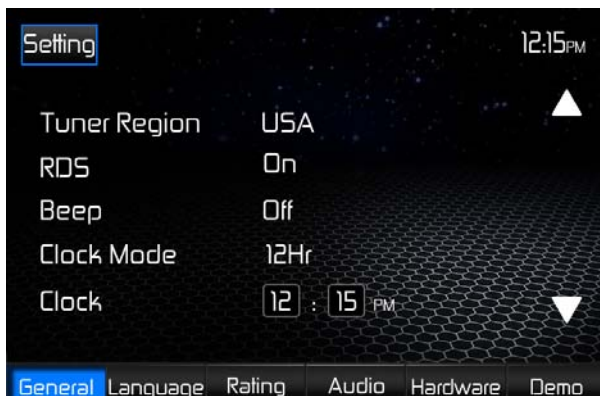 Setting 12:15PM
Tuner Region USA
RDS On
Beep Off
Clock Mode 12Hr
Clock 12 : 15 PM
General Language Rating Audio Hardware Demo